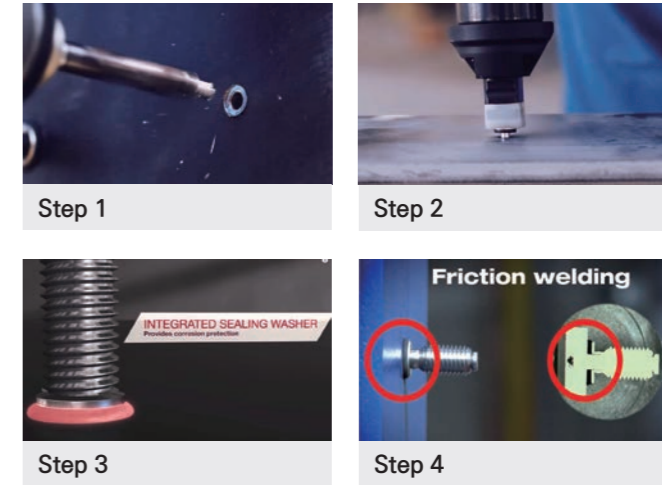 Step 1
Step 2
INTEGRATED SEALING WASHER
Provides corrosion protection
Step 3
Friction welding
Step 4